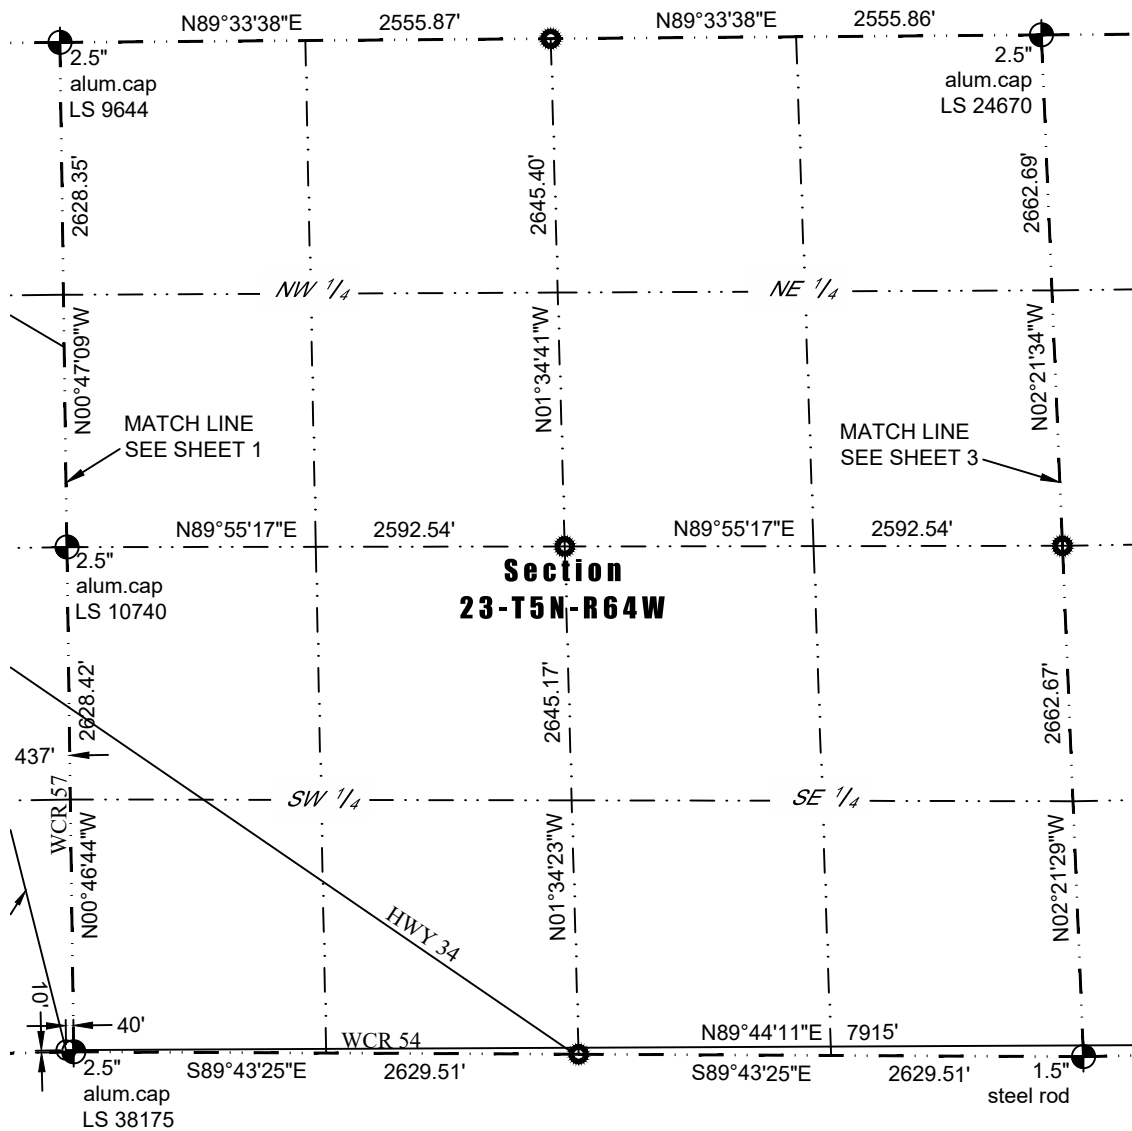 N89°33'38"E 2555.87' N89°33'38"E 2555.86'
2.5"
alum.cap
LS 9644
2.5"
alum.cap
LS 24670
2628.35'
2645.40'
2662.69'
NW 1/4
NE 1/4
N00°47'09"W
N01°34'41"W
N02°21'34"W
MATCH LINE
SEE SHEET 1
MATCH LINE
SEE SHEET 3
N89°55'17"E 2592.54' N89°55'17"E 2592.54'
2.5"
alum.cap
LS 10740
Section
23-T5N-R64W
2628.42'
2645.17'
2662.67'
437'
WCR 57
SW 1/4
SE 1/4
N00°46'44"W
N01°34'23"W
N02°21'29"W
HWY 34
10'
40'
WCR 54
N89°44'11"E 7915'
S89°43'25"E 2629.51' S89°43'25"E 2629.51'
2.5"
alum.cap
LS 38175
1.5"
steel rod